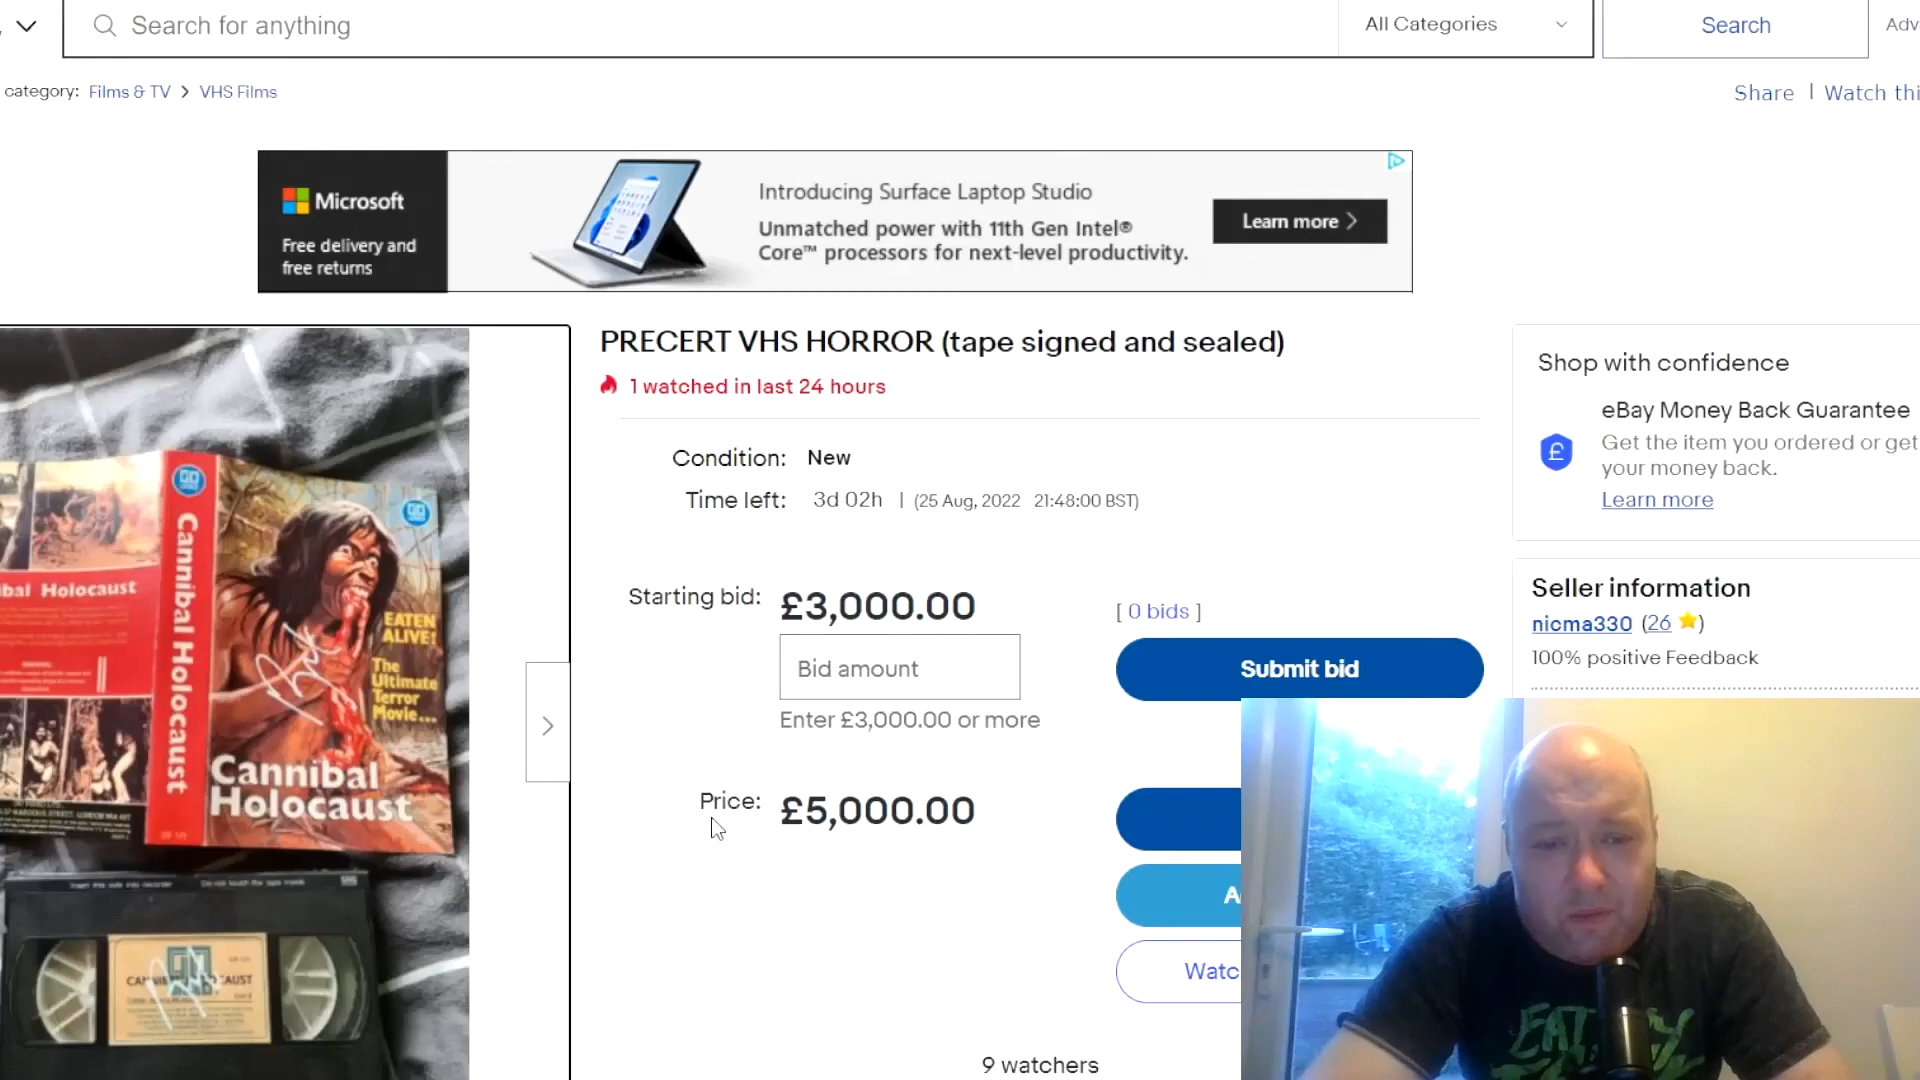 Search for anything
All Categories
Search
Adv
category: Films & TV > VHS Films
Share | Watch thi
Microsoft
Free delivery and
free returns
Introducing Surface Laptop Studio
Unmatched power with 11th Gen Intel®
Core™ processors for next-level productivity.
Learn more >
PRECERT VHS HORROR (tape signed and sealed)
1 watched in last 24 hours
Condition: New
Time left: 3d 02h | (25 Aug, 2022 21:48:00 BST)
Starting bid: £3,000.00
[ 0 bids ]
Bid amount
Submit bid
Enter £3,000.00 or more
Price: £5,000.00
A
Watc
9 watchers
Shop with confidence
eBay Money Back Guarantee
Get the item you ordered or get
your money back.
Learn more
Seller information
nicma330 (26)
100% positive Feedback
bal Holocaust
Cannibal Holocaust
EATEN
ALIVE!
The
Ultimate
Terror
Movie...
Cannibal
Holocaust
VHS
EAT